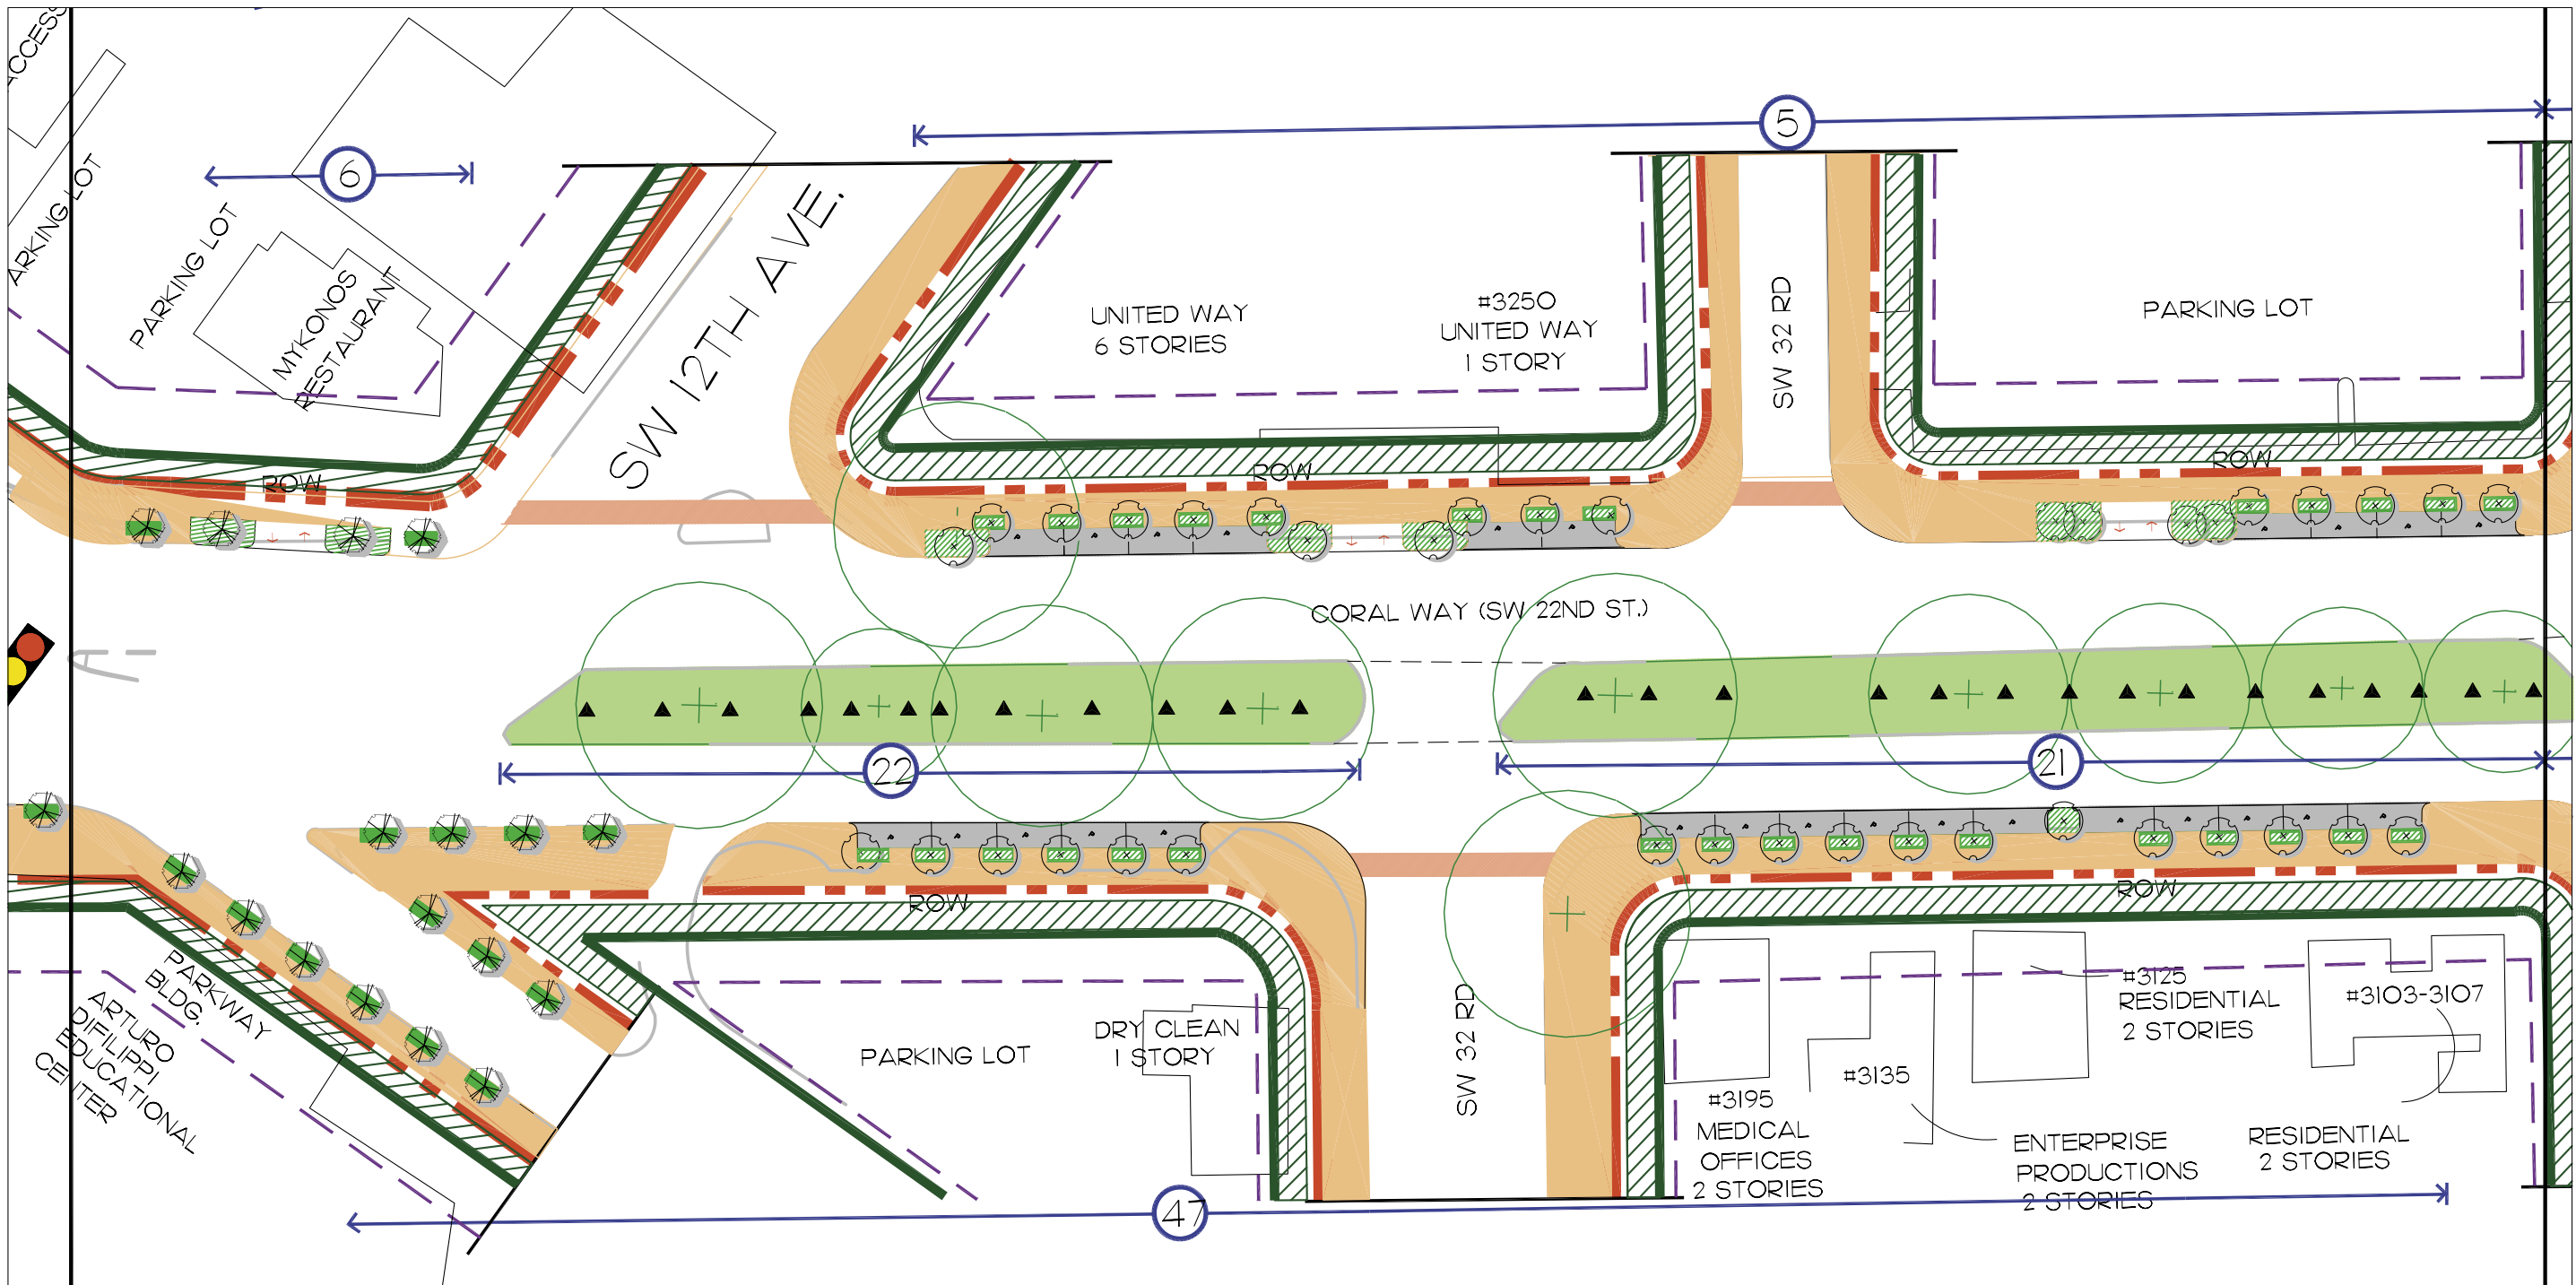 ACCESS
ARKING LOT
6
PARKING LOT
MYKONOS
RESTAURANT
ROW
SW 12TH AVE.
5
UNITED WAY
6 STORIES
#3250
UNITED WAY
1 STORY
ROW
SW 32 RD
PARKING LOT
ROW
CORAL WAY (SW 22ND ST.)
22
21
PARKWAY
BLDG.
ARTURO
DIFILIPPI
EDUCATIONAL
CENTER
ROW
PARKING LOT
DRY CLEAN
1 STORY
SW 32 RD
ROW
#3195
MEDICAL
OFFICES
2 STORIES
#3135
ENTERPRISE
PRODUCTIONS
2 STORIES
#3125
RESIDENTIAL
2 STORIES
#3103-3107
RESIDENTIAL
2 STORIES
47